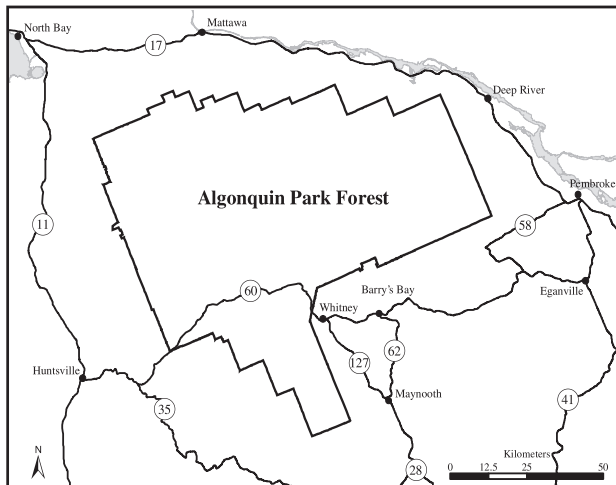 North Bay
Mattawa
17
Deep River
Algonquin Park Forest
Pembroke
11
58
60
Barry's Bay
Eganville
Whitney
127
62
Huntsville
Maynooth
35
41
N
Kilometers
28
0 12.5 25 50